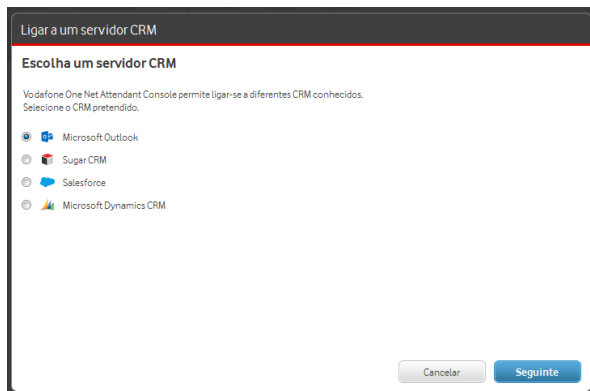 Ligar a um servidor CRM
Escolha um servidor CRM
Vodafone One Net Attendant Console permite ligar-se a diferentes CRM conhecidos.
Selecione o CRM pretendido.
Microsoft Outlook
Sugar CRM
Salesforce
Microsoft Dynamics CRM
Cancelar Seguinte